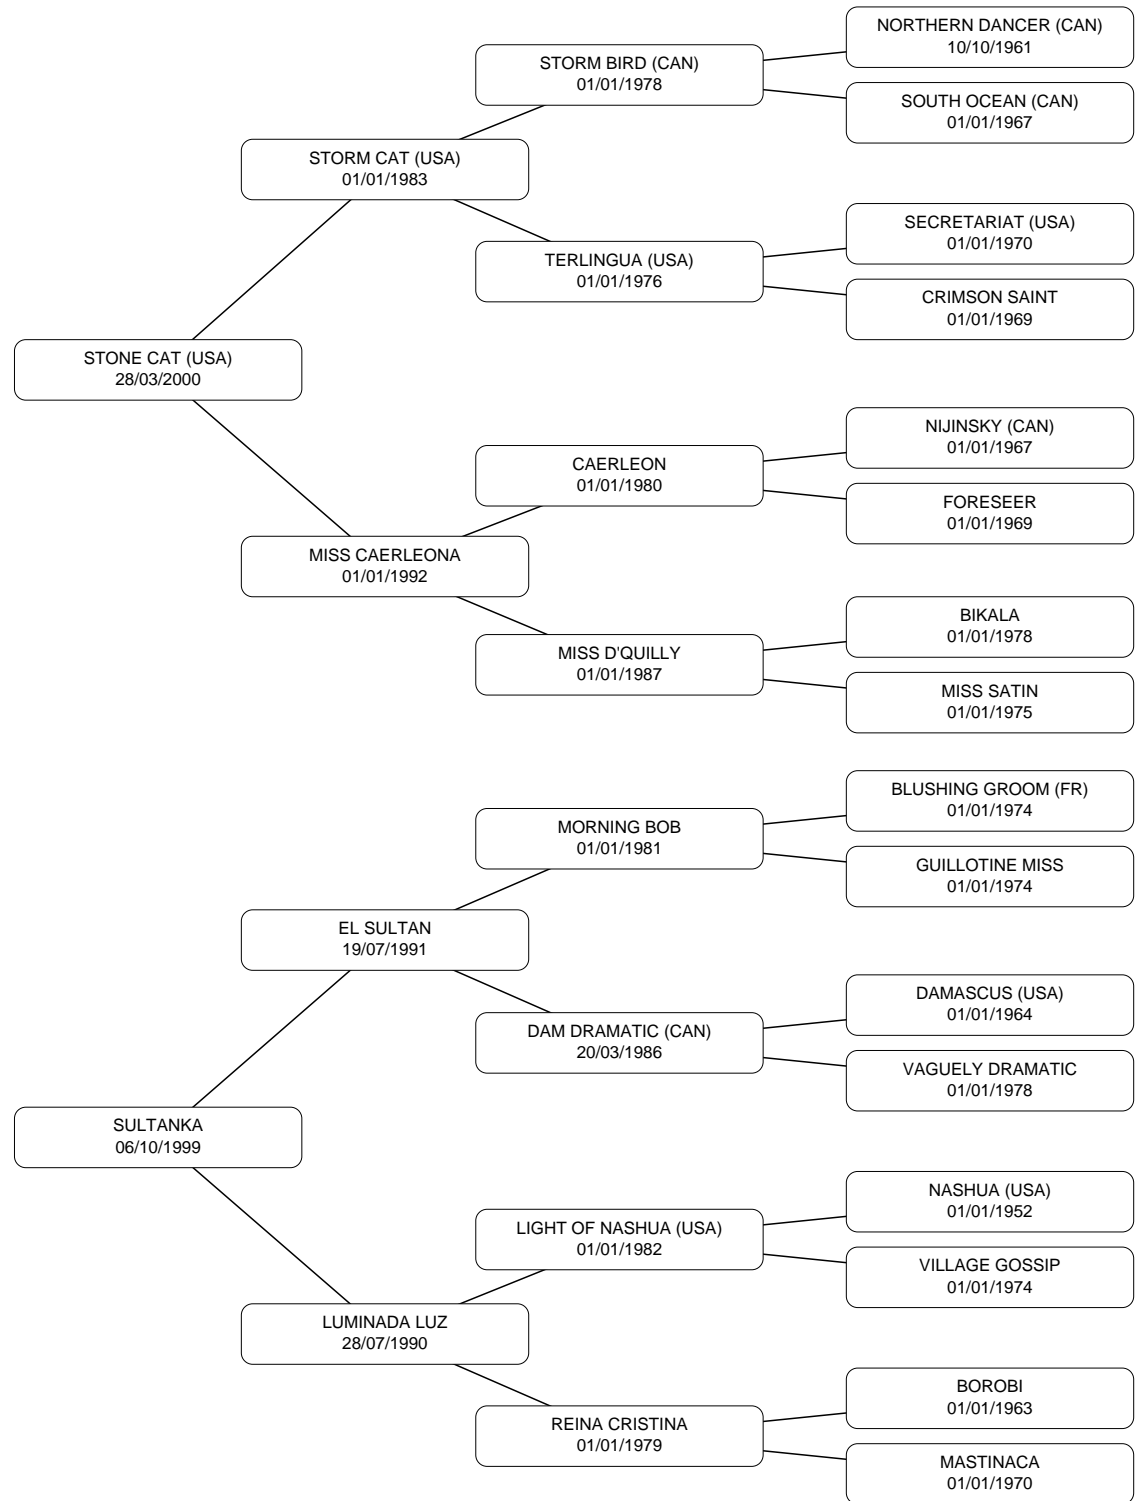 NORTHERN DANCER (CAN)
10/10/1961
STORM BIRD (CAN)
01/01/1978
SOUTH OCEAN (CAN)
01/01/1967
STORM CAT (USA)
01/01/1983
SECRETARIAT (USA)
01/01/1970
TERLINGUA (USA)
01/01/1976
CRIMSON SAINT
01/01/1969
STONE CAT (USA)
28/03/2000
NIJINSKY (CAN)
01/01/1967
CAERLEON
01/01/1980
FORESEER
01/01/1969
MISS CAERLEONA
01/01/1992
BIKALA
01/01/1978
MISS D'QUILLY
01/01/1987
MISS SATIN
01/01/1975
BLUSHING GROOM (FR)
01/01/1974
MORNING BOB
01/01/1981
GUILLOTINE MISS
01/01/1974
EL SULTAN
19/07/1991
DAMASCUS (USA)
01/01/1964
DAM DRAMATIC (CAN)
20/03/1986
VAGUELY DRAMATIC
01/01/1978
SULTANKA
06/10/1999
NASHUA (USA)
01/01/1952
LIGHT OF NASHUA (USA)
01/01/1982
VILLAGE GOSSIP
01/01/1974
LUMINADA LUZ
28/07/1990
BOROBI
01/01/1963
REINA CRISTINA
01/01/1979
MASTINACA
01/01/1970